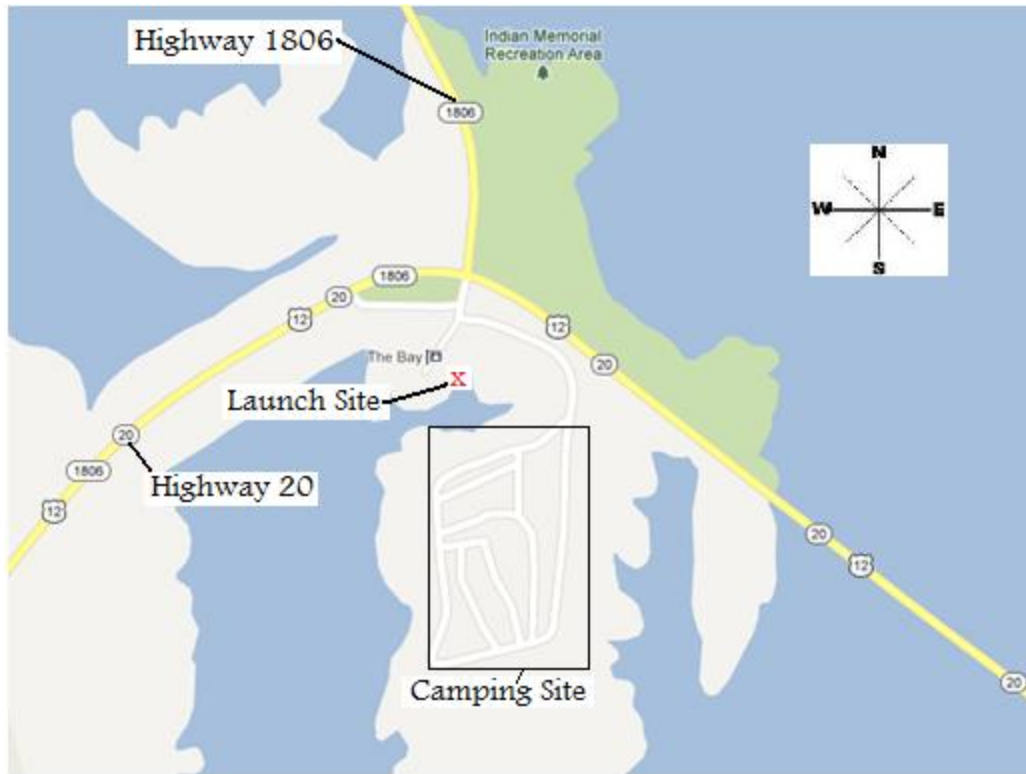 Highway 1806
Indian Memorial
Recreation Area
1806
N
W E
S
1806
20
12
12
The Bay
20
X
Launch Site
20
1806
Highway 20
12
20
12
Camping Site
20